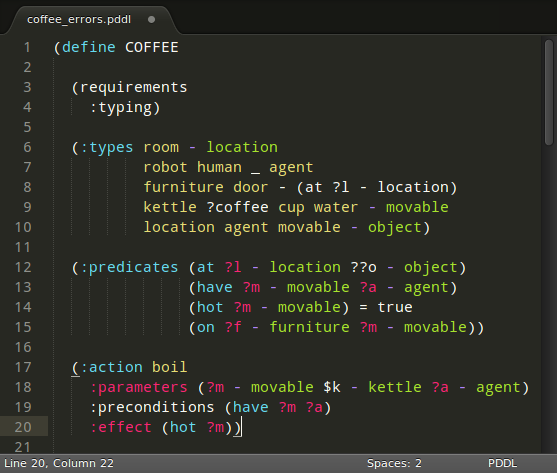 coffee_errors.pddl
1 (define COFFEE
2
3 (requirements
4 :typing)
5
6 (:types room - location
7 robot human _ agent
8 furniture door - (at ?l - location)
9 kettle ?coffee cup water - movable
10 location agent movable - object)
11
12 (:predicates (at ?l - location ??o - object)
13 (have ?m - movable ?a - agent)
14 (hot ?m - movable) = true
15 (on ?f - furniture ?m - movable))
16
17 (:action boil
18 :parameters (?m - movable $k - kettle ?a - agent)
19 :preconditions (have ?m ?a)
20 :effect (hot ?m))
21
Line 20, Column 22 Spaces: 2 PDDL